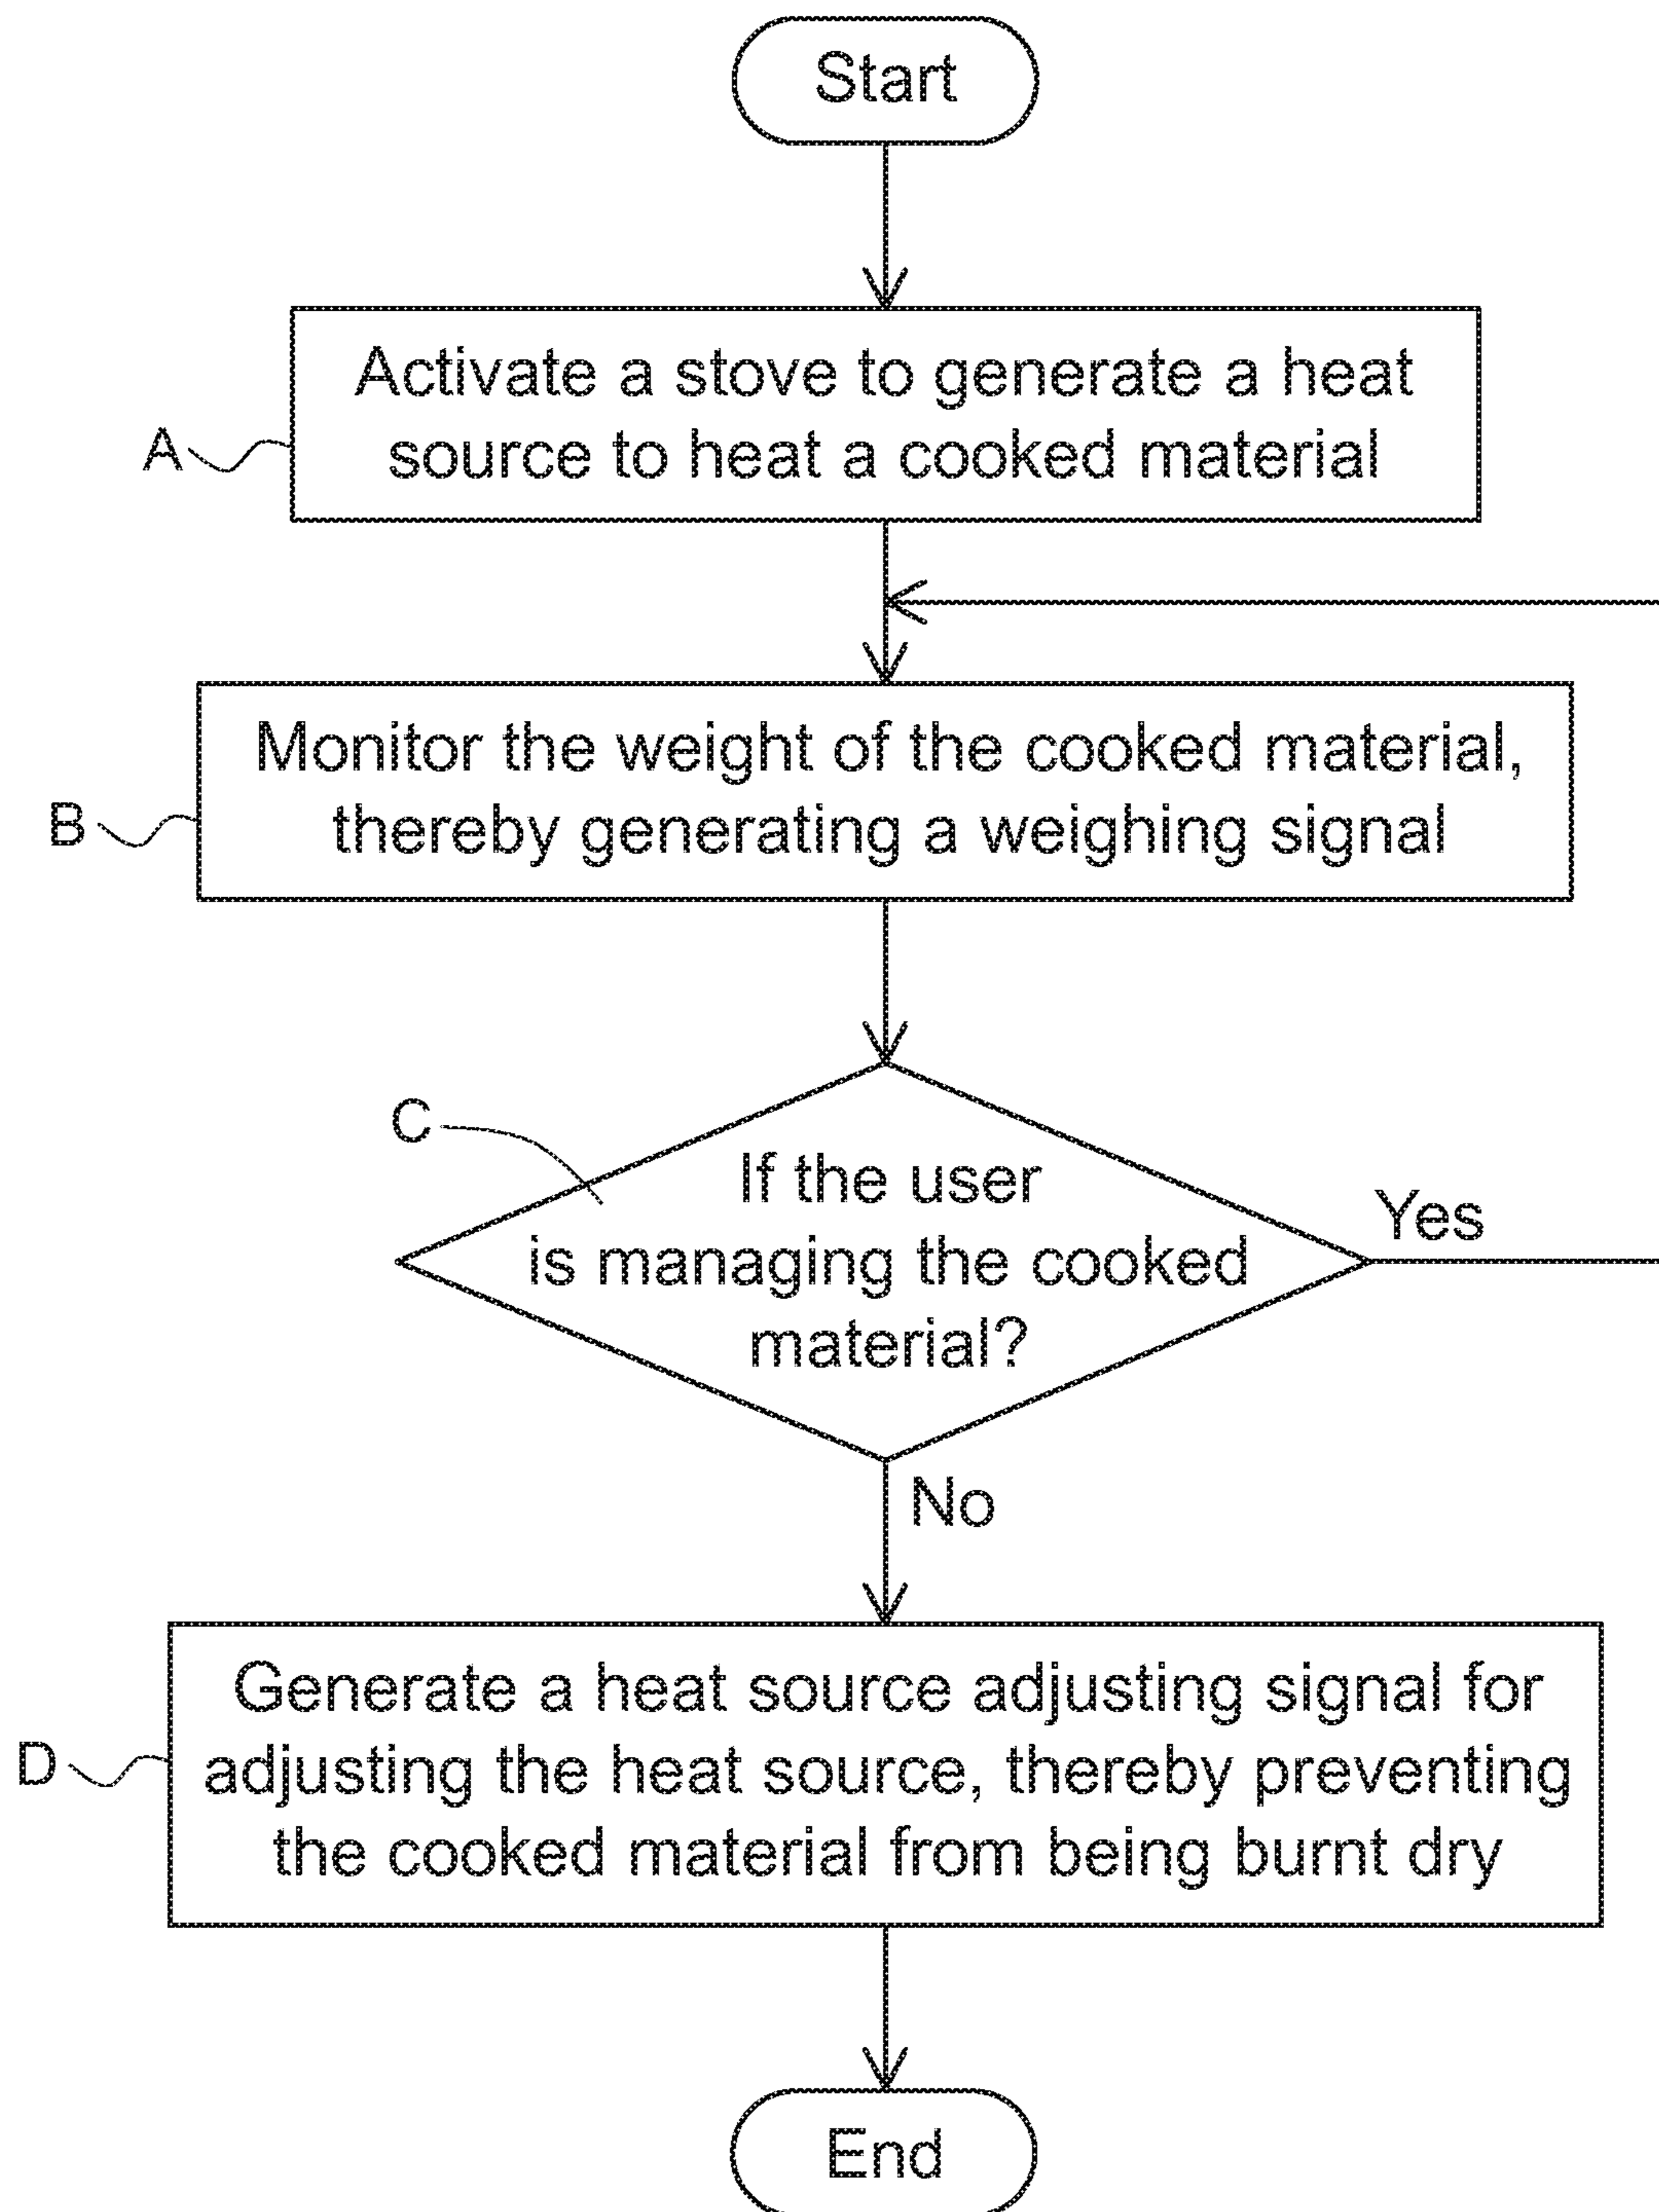 Start
Activate a stove to generate a heat
source to heat a cooked material
A
Monitor the weight of the cooked material,
thereby generating a weighing signal
B
C
If the user
is managing the cooked
material?
Yes
No
Generate a heat source adjusting signal for
adjusting the heat source, thereby preventing
the cooked material from being burnt dry
D
End